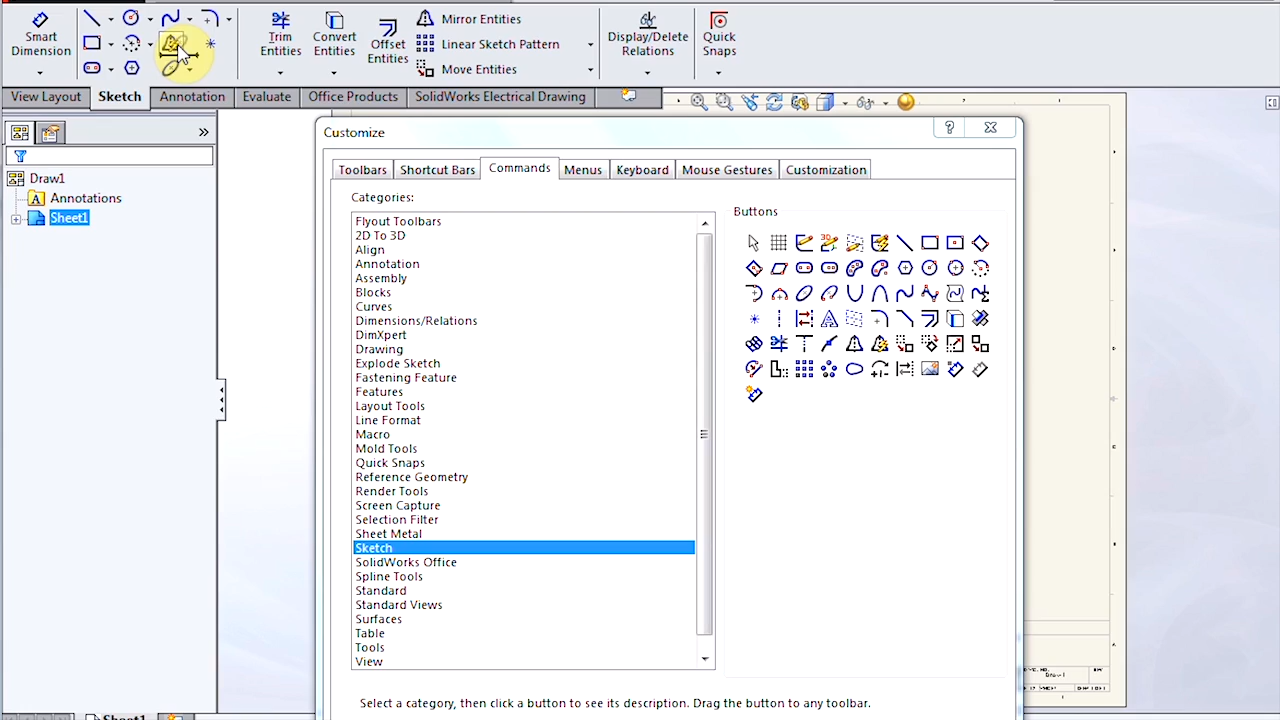 Smart
Dimension
Trim
Entities
Convert
Entities
Offset
Entities
Mirror Entities
Linear Sketch Pattern
Move Entities
Display/Delete
Relations
Quick
Snaps
View Layout
Sketch
Annotation
Evaluate
Office Products
SolidWorks Electrical Drawing
Draw1
Annotations
Sheet1
Customize
Toolbars
Shortcut Bars
Commands
Menus
Keyboard
Mouse Gestures
Customization
Categories:
Flyout Toolbars
2D To 3D
Align
Annotation
Assembly
Blocks
Curves
Dimensions/Relations
DimXpert
Drawing
Explode Sketch
Fastening Feature
Features
Layout Tools
Line Format
Macro
Mold Tools
Quick Snaps
Reference Geometry
Render Tools
Screen Capture
Selection Filter
Sheet Metal
Sketch
SolidWorks Office
Spline Tools
Standard
Standard Views
Surfaces
Table
Tools
View
Buttons
3D
Select a category, then click a button to see its description. Drag the button to any toolbar.
Draw1
Sheet1